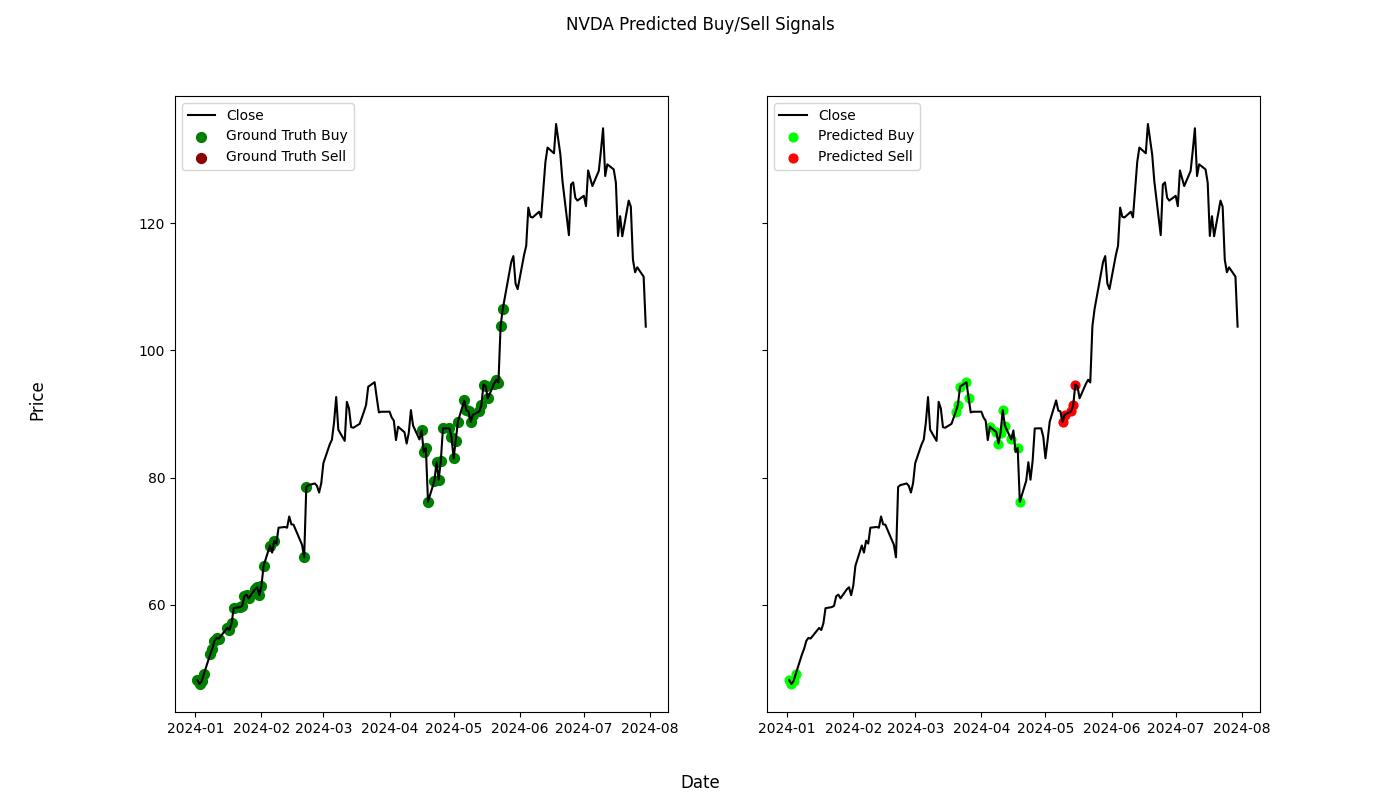 NVDA Predicted Buy/Sell Signals
Close
Ground Truth Buy
Ground Truth Sell
Close
Predicted Buy
Predicted Sell
120
100
80
60
Price
2024-01 2024-02 2024-03 2024-04 2024-05 2024-06 2024-07 2024-08
2024-01 2024-02 2024-03 2024-04 2024-05 2024-06 2024-07 2024-08
Date